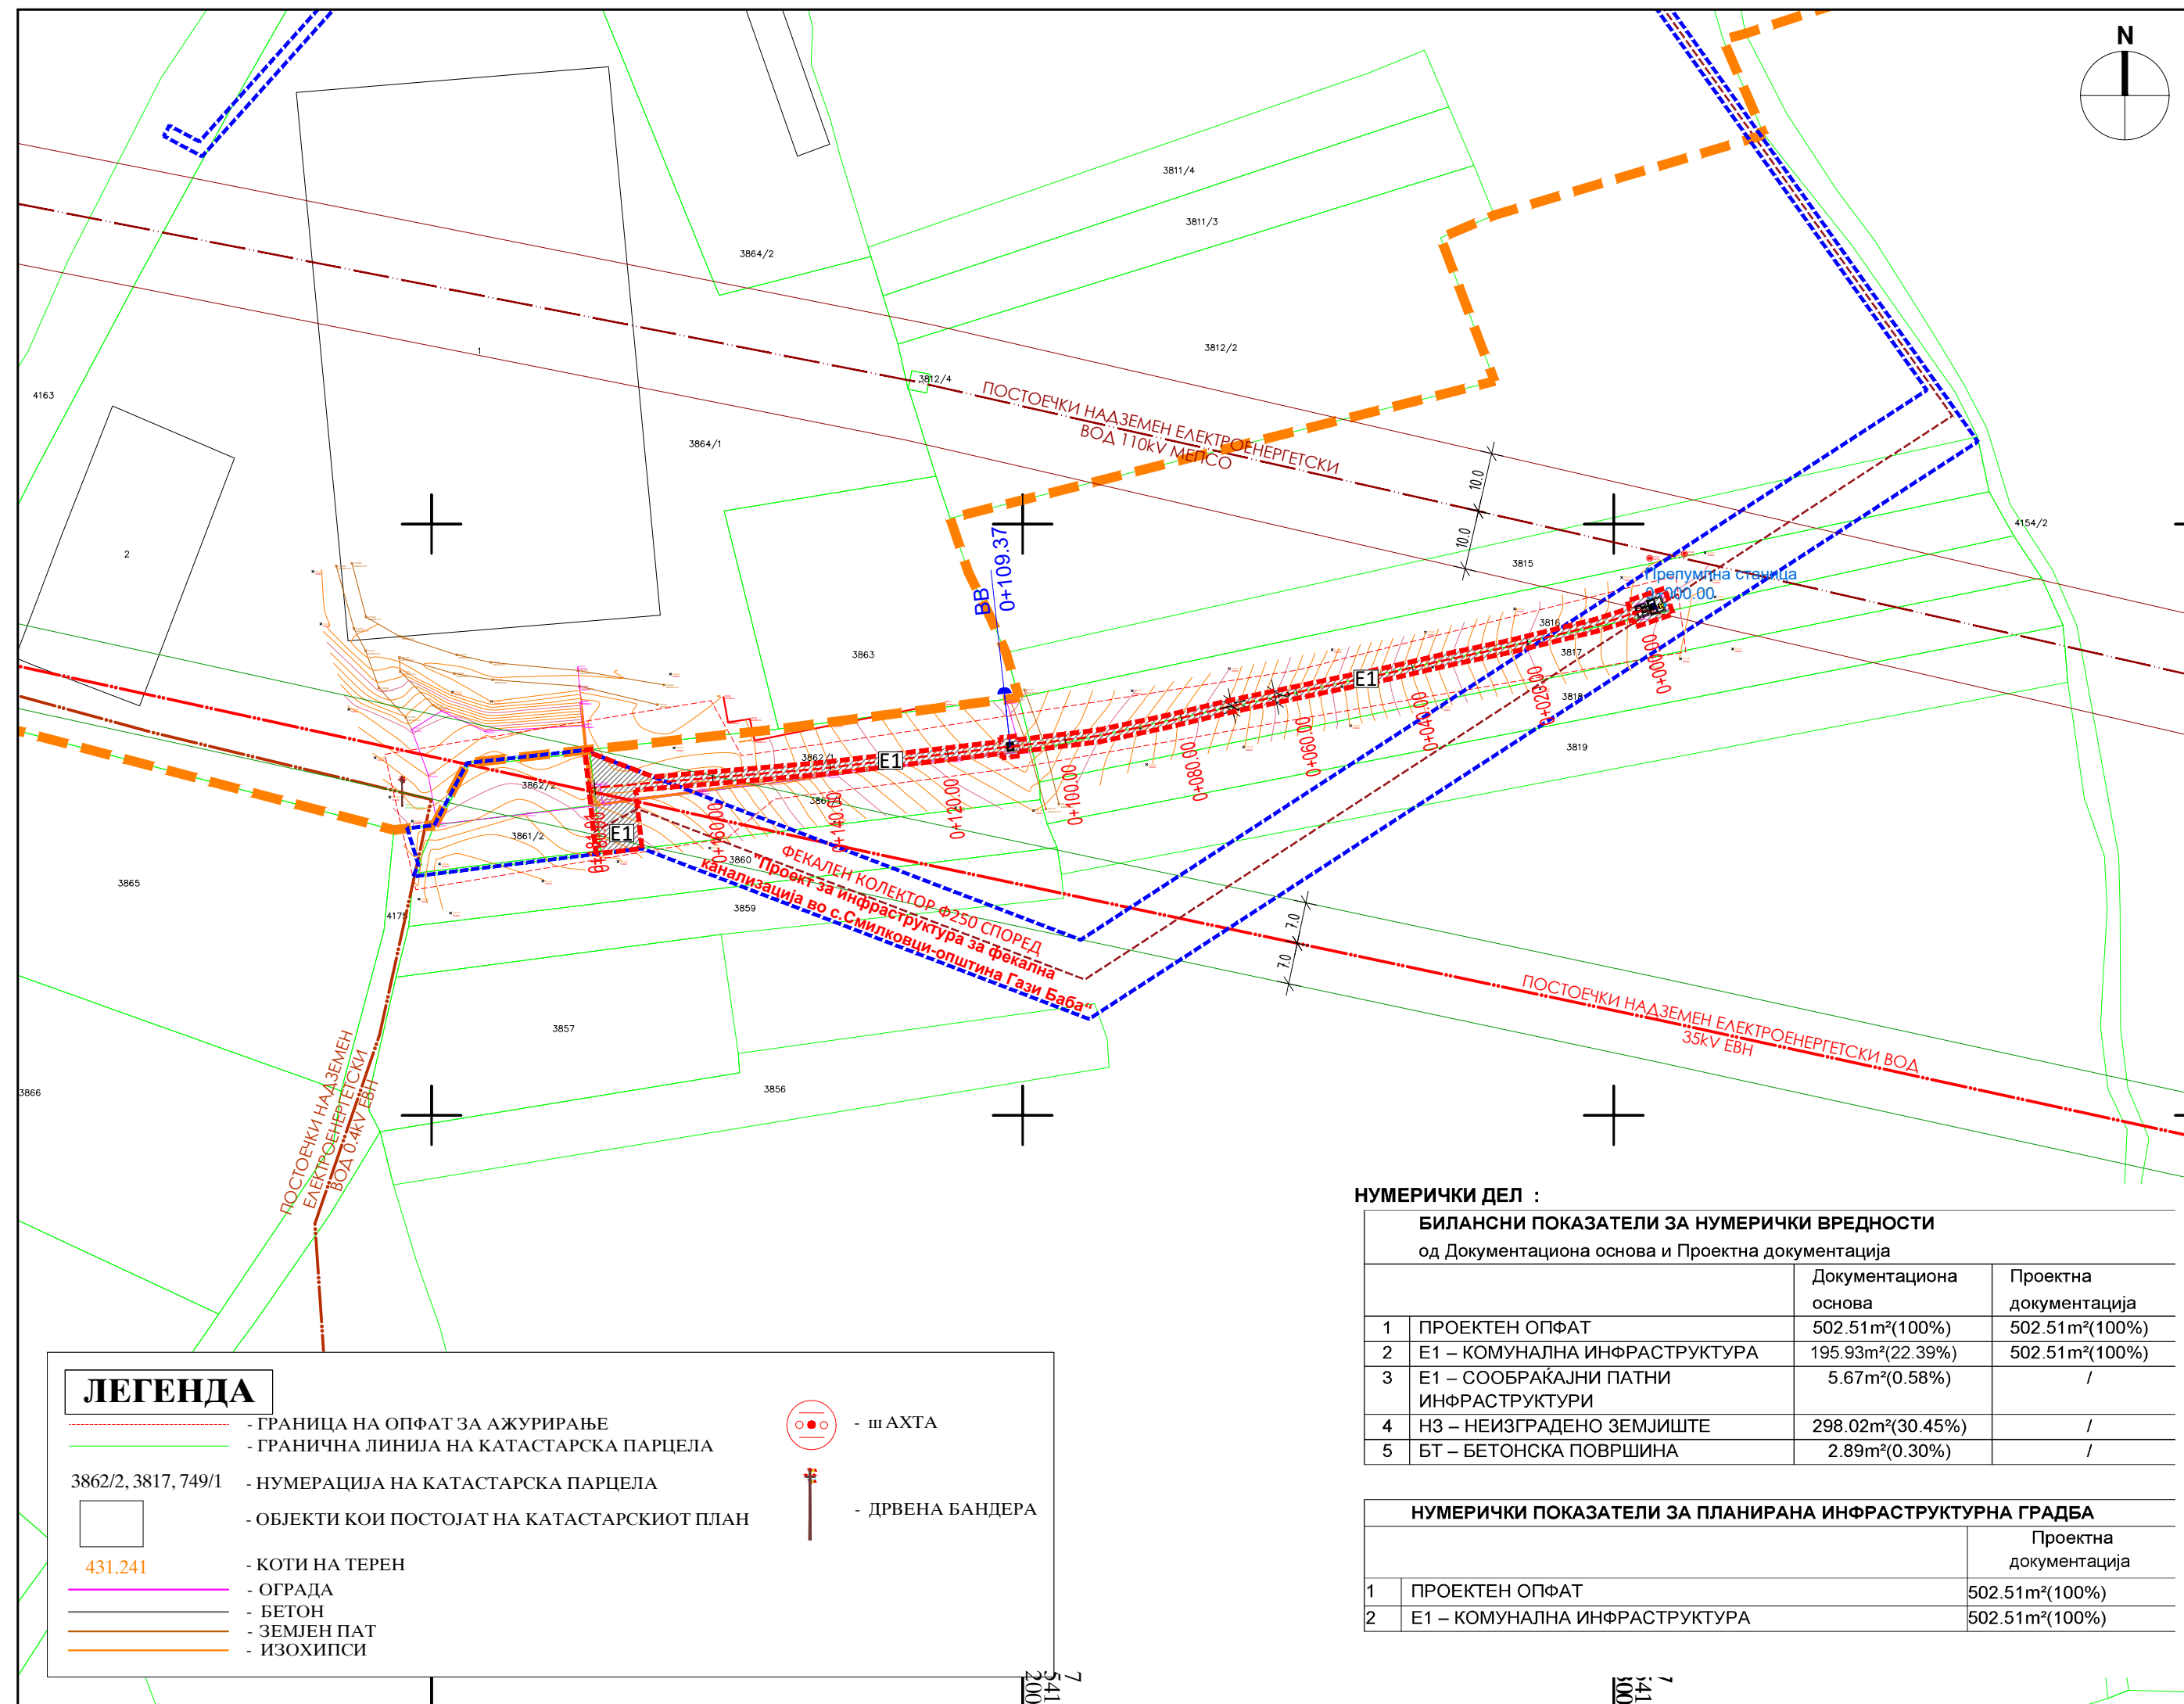 N
3811/4
3811/3
3864/2
3812/2
1
3812/4
4163
3864/1
ПОСТОЕЧКИ НАДЗЕМЕН ЕЛЕКТРОЕНЕРГЕТСКИ
ВОД 110kV МЕПСО
10.0
10.0
4154/2
2
3815
BB
0+109.37
Препумпна станица
3816
3817
3818
3819
3863
E1
E1
E1
3862/1
3862/2
3861/2
3860
3859
3865
4175
3857
3856
3866
0+000.00
0+020.00
0+040.00
0+060.00
0+080.00
0+100.00
0+120.00
0+140.00
0+160.00
ФЕКАЛЕН КОЛЕКТОР Ф250 СПОРЕД
"Проект за инфраструктура за фекална
канализација во с.Смилковци-општина Гази Баба“
7.0
7.0
ПОСТОЕЧКИ НАДЗЕМЕН ЕЛЕКТРОЕНЕРГЕТСКИ ВОД
35kV ЕВН
ПОСТОЕЧКИ НАДЗЕМЕН
ЕЛЕКТРОЕНЕРГЕТСКИ
ВОД 0.4kV ЕВН
НУМЕРИЧКИ ДЕЛ :
БИЛАНСНИ ПОКАЗАТЕЛИ ЗА НУМЕРИЧКИ ВРЕДНОСТИ
од Документациона основа и Проектна документација
Документациона основа
Проектна документација
1 ПРОЕКТЕН ОПФАТ 502.51m²(100%) 502.51m²(100%)
2 Е1 – КОМУНАЛНА ИНФРАСТРУКТУРА 195.93m²(22.39%) 502.51m²(100%)
3 Е1 – СООБРАЌАЈНИ ПАТНИ 5.67m²(0.58%) /
ИНФРАСТРУКТУРИ
4 НЗ – НЕИЗГРАДЕНО ЗЕМЈИШТЕ 298.02m²(30.45%) /
5 БТ – БЕТОНСКА ПОВРШИНА 2.89m²(0.30%) /
НУМЕРИЧКИ ПОКАЗАТЕЛИ ЗА ПЛАНИРАНА ИНФРАСТРУКТУРНА ГРАДБА
Проектна
документација
1 ПРОЕКТЕН ОПФАТ 502.51m²(100%)
2 Е1 – КОМУНАЛНА ИНФРАСТРУКТУРА 502.51m²(100%)
ЛЕГЕНДА
- ГРАНИЦА НА ОПФАТ ЗА АЖУРИРАЊЕ
- ГРАНИЧНА ЛИНИЈА НА КАТАСТАРСКА ПАРЦЕЛА
3862/2, 3817, 749/1 - НУМЕРАЦИЈА НА КАТАСТАРСКА ПАРЦЕЛА
- ОБЈЕКТИ КОИ ПОСТОЈАТ НА КАТАСТАРСКИОТ ПЛАН
431.241 - КОТИ НА ТЕРЕН
- ОГРАДА
- БЕТОН
- ЗЕМЈЕН ПАТ
- ИЗОХИПСИ
- ш АХТА
- ДРВЕНА БАНДЕРА
7
541
200
7
541